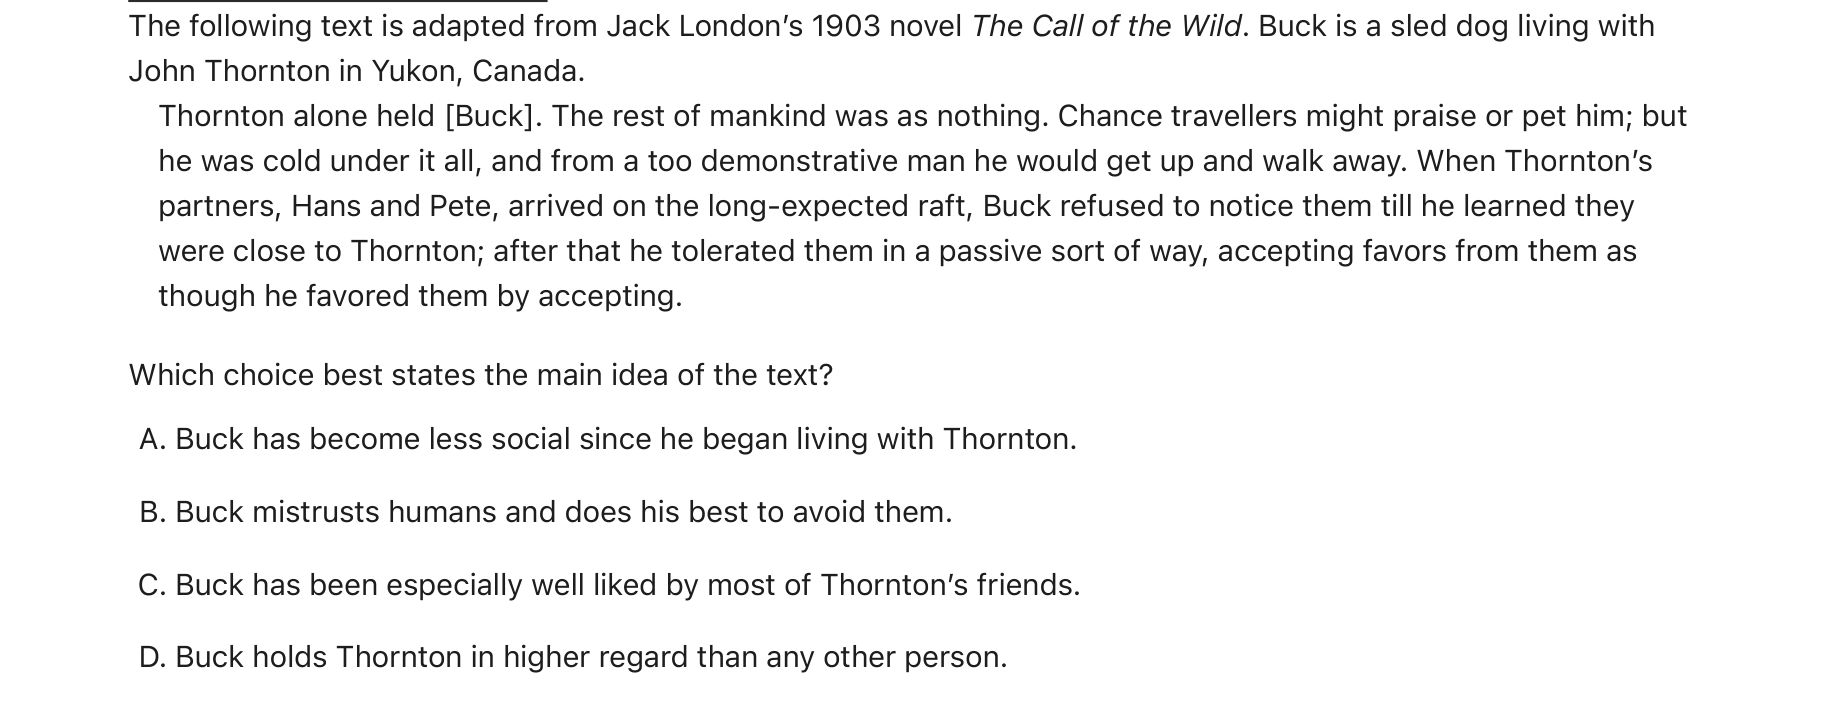 The following text is adapted from Jack London’s 1903 novel The Call of the Wild. Buck is a sled dog living with
John Thornton in Yukon, Canada.
Thornton alone held [Buck]. The rest of mankind was as nothing. Chance travellers might praise or pet him; but
he was cold under it all, and from a too demonstrative man he would get up and walk away. When Thornton’s
partners, Hans and Pete, arrived on the long-expected raft, Buck refused to notice them till he learned they
were close to Thornton; after that he tolerated them in a passive sort of way, accepting favors from them as
though he favored them by accepting.
Which choice best states the main idea of the text?
A. Buck has become less social since he began living with Thornton.
B. Buck mistrusts humans and does his best to avoid them.
C. Buck has been especially well liked by most of Thornton’s friends.
D. Buck holds Thornton in higher regard than any other person.